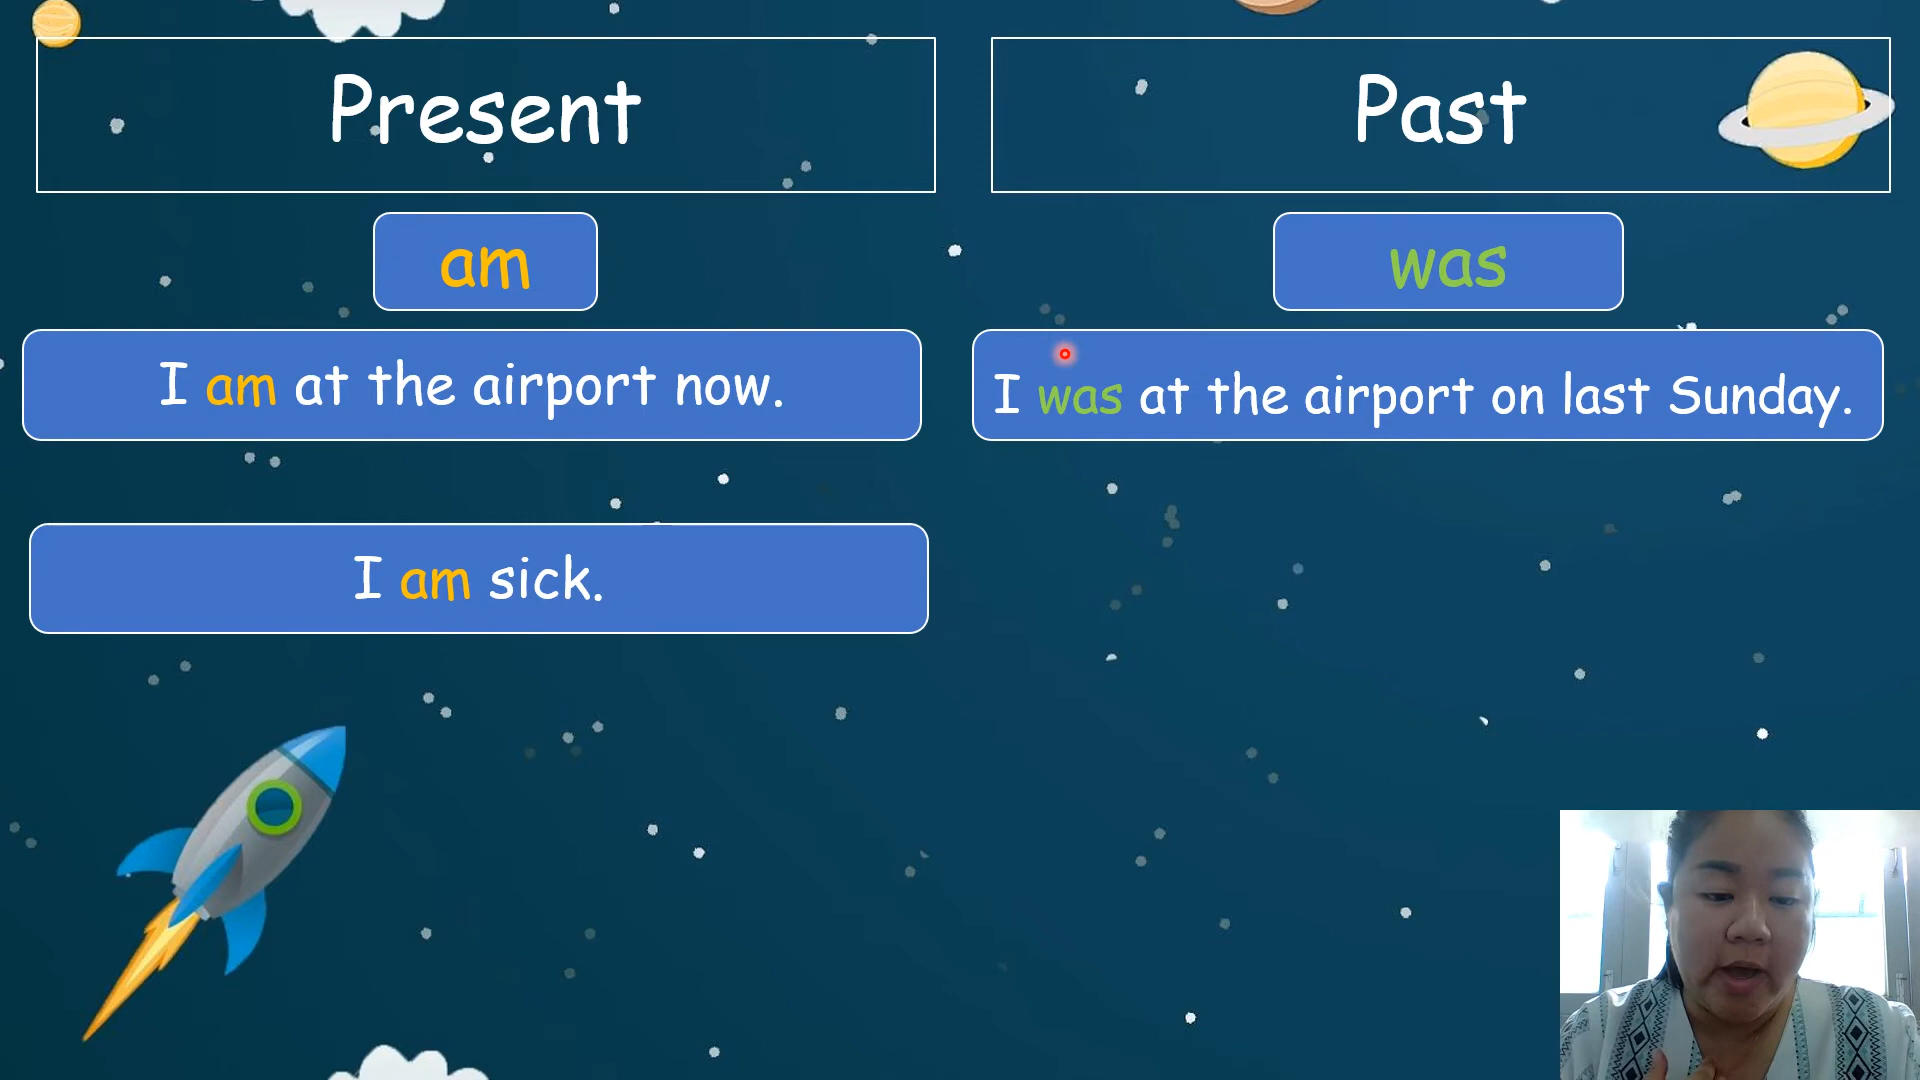 Present
Past
am
was
I am at the airport now.
I was at the airport on last Sunday.
I am sick.